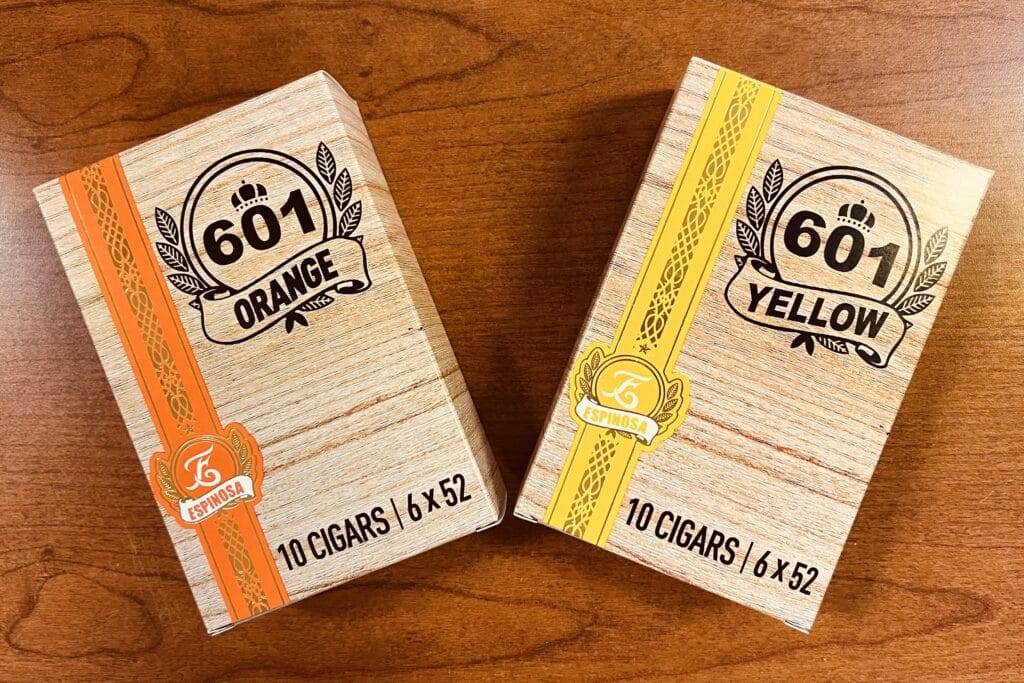 601
ORANGE
E
ESPINOSA
10 CIGARS | 6 X 52
601
YELLOW
E
ESPINOSA
10 CIGARS | 6 X 52